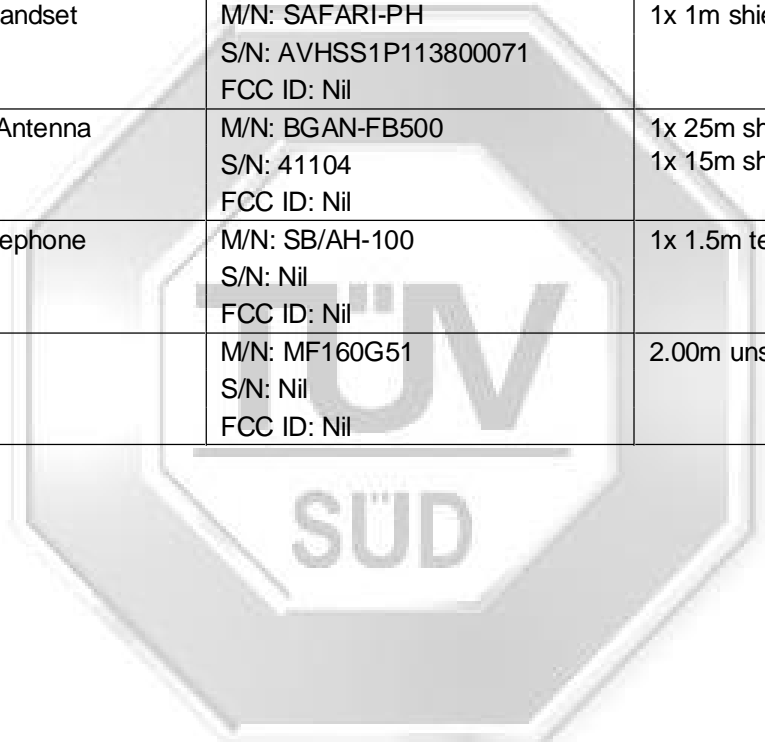 andset M/N: SAFARI-PH 1x 1m shie
S/N: AVHSS1P113800071
FCC ID: Nil
Antenna M/N: BGAN-FB500 1x 25m sh
S/N: 41104 1x 15m sh
FCC ID: Nil
ephone M/N: SB/AH-100 1x 1.5m te
S/N: Nil
FCC ID: Nil
M/N: MF160G51 2.00m uns
S/N: Nil
FCC ID: Nil
TÜV
SÜD